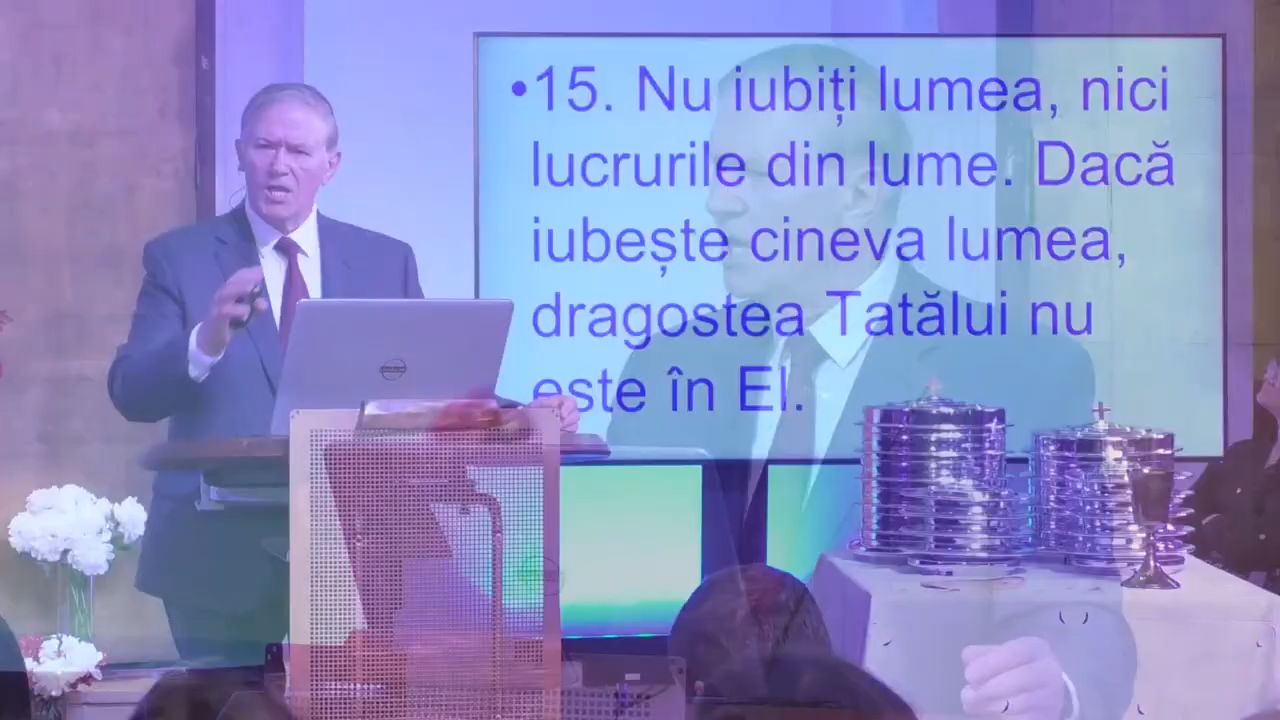 •15. Nu iubiți lumea, nici
lucrurile din lume. Dacă
iubește cineva lumea,
dragostea Tatălui nu
este în El.